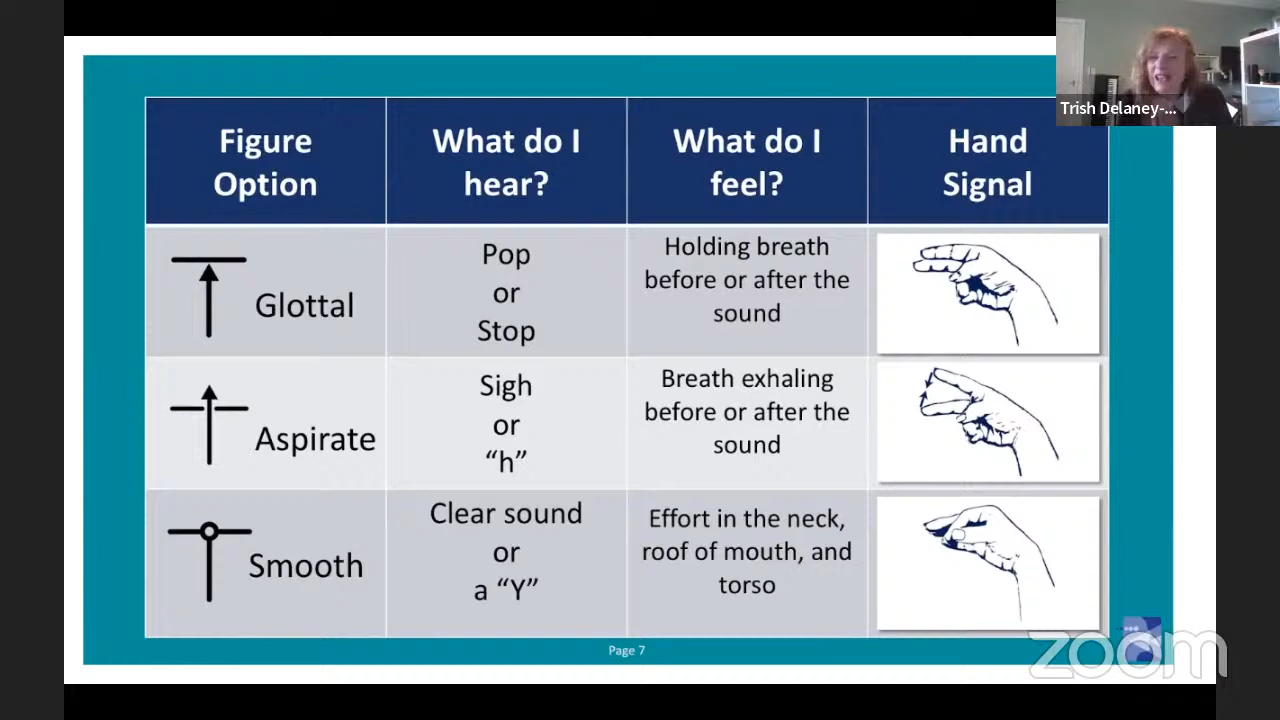 Trish Delaney-...
Figure
Option
What do I
hear?
What do I
feel?
Hand
Signal
Glottal
Pop
or
Stop
Holding breath
before or after the
sound
Aspirate
Sigh
or
“h”
Breath exhaling
before or after the
sound
Smooth
Clear sound
or
a “Y”
Effort in the neck,
roof of mouth, and
torso
Page 7
zoom